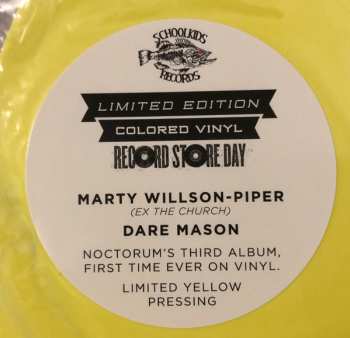 SCHOOLKIDS
RECORDS
LIMITED EDITION
COLORED VINYL
RECORD STORE DAY
MARTY WILLSON-PIPER
(EX THE CHURCH)
DARE MASON
NOCTORUM'S THIRD ALBUM,
FIRST TIME EVER ON VINYL.
LIMITED YELLOW
PRESSING